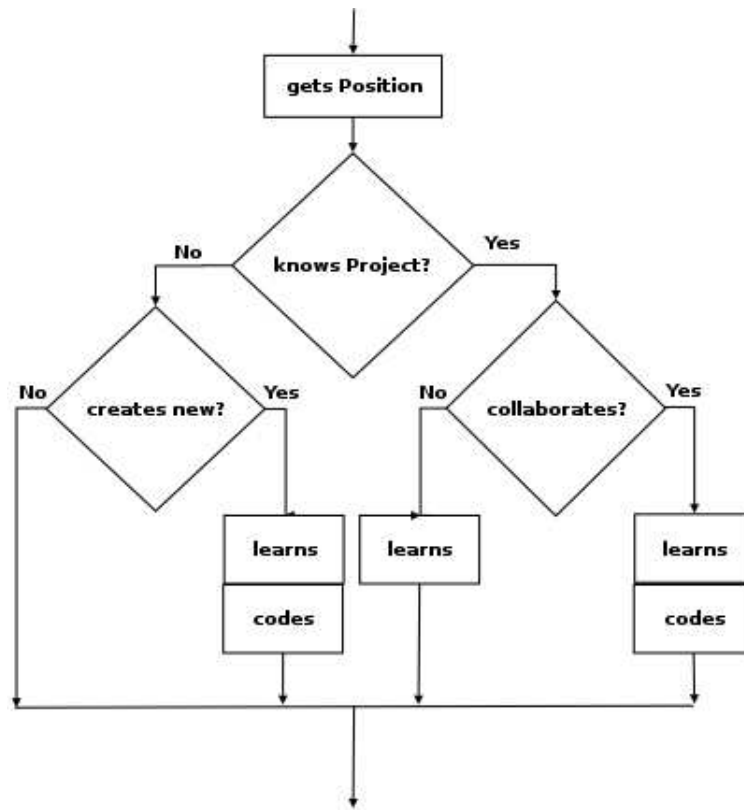 gets Position
No
Yes
knows Project?
No
Yes
No
Yes
creates new?
collaborates?
learns
learns
learns
codes
codes